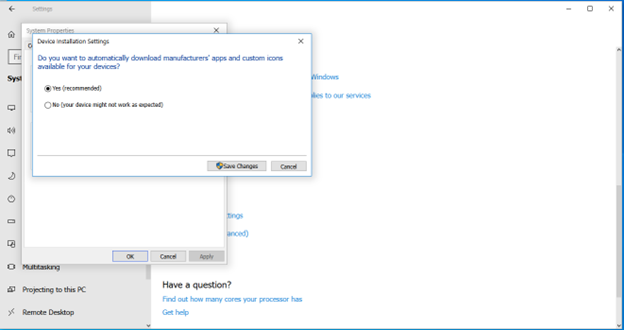 Settings
System Properties
Device Installation Settings
Do you want to automatically download manufacturers' apps and custom icons
available for your devices?
Yes (recommended)
No (your device might not work as expected)
Save Changes
Cancel
Fin
Syst
Windows
plies to our services
ttings
anced)
OK
Cancel
Apply
Multitasking
Projecting to this PC
Remote Desktop
Have a question?
Find out how many cores your processor has
Get help